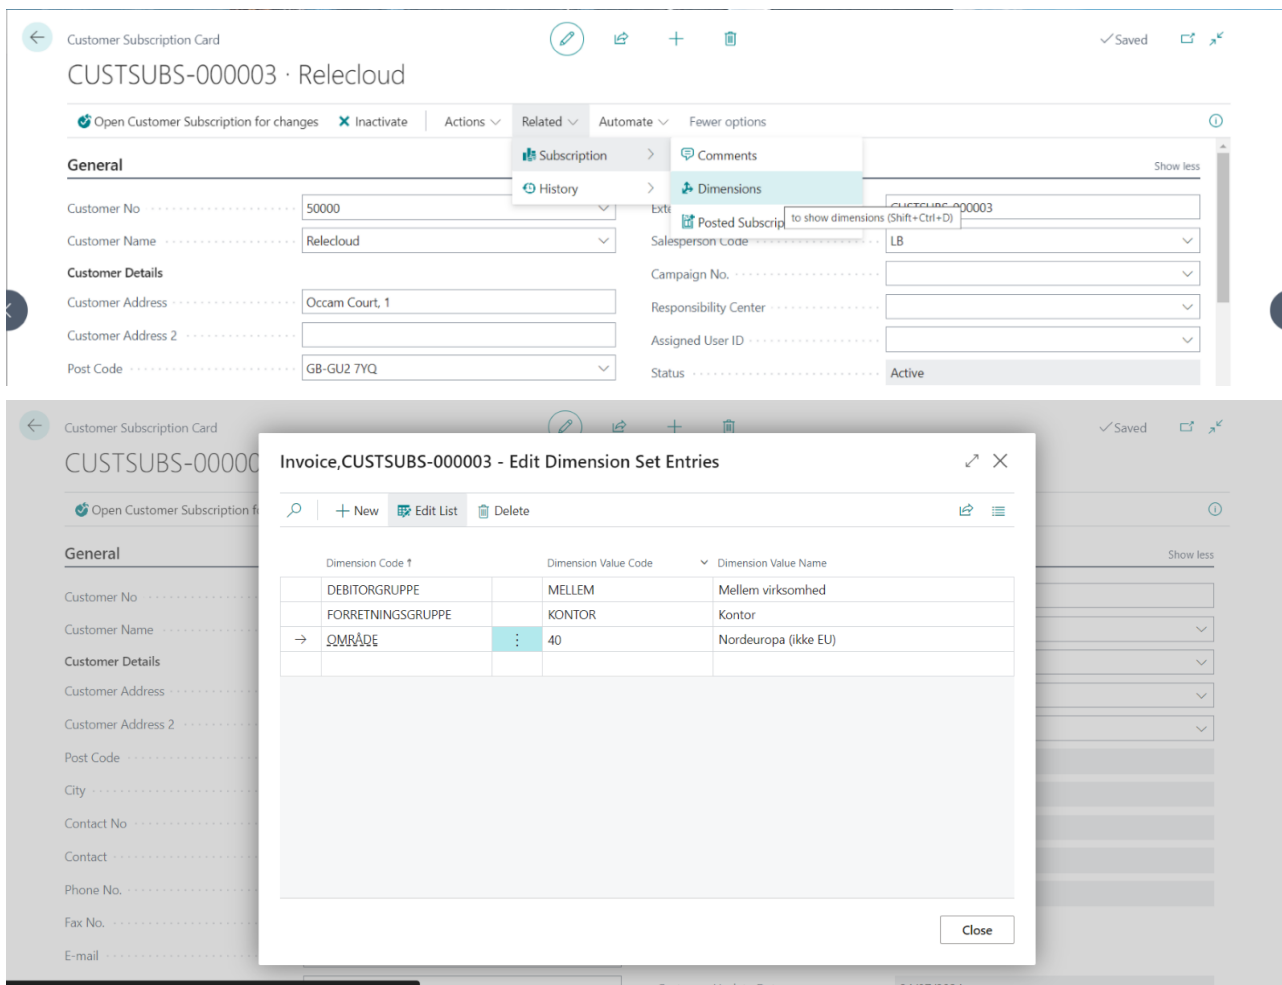 Customer Subscription Card
Saved
CUSTSUBS-000003 · Relecloud
Open Customer Subscription for changes Inactivate Actions Related Automate Fewer options
Subscription Comments
General Show less
History Dimensions
Customer No 50000 CUSTSUBS-000003
Posted Subscrip to show dimensions (Shift+Ctrl+D)
Customer Name Relecloud Salesperson Code LB
Customer Details Campaign No.
Customer Address Occam Court, 1 Responsibility Center
Customer Address 2 Assigned User ID
Post Code GB-GU2 7YQ Status Active
Customer Subscription Card Saved
CUSTSUBS-00000 Invoice,CUSTSUBS-000003 - Edit Dimension Set Entries
Open Customer Subscription New Edit List Delete
General Show less
Dimension Code Dimension Value Code Dimension Value Name
Customer No DEBITORGRUPPE MELLEM Mellem virksomhed
FORRETNINGSGRUPPE KONTOR Kontor
Customer Name OMRÅDE 40 Nordeuropa (ikke EU)
Customer Details
Customer Address
Customer Address 2
Post Code
City
Contact No
Contact
Phone No.
Fax No. Close
E-mail